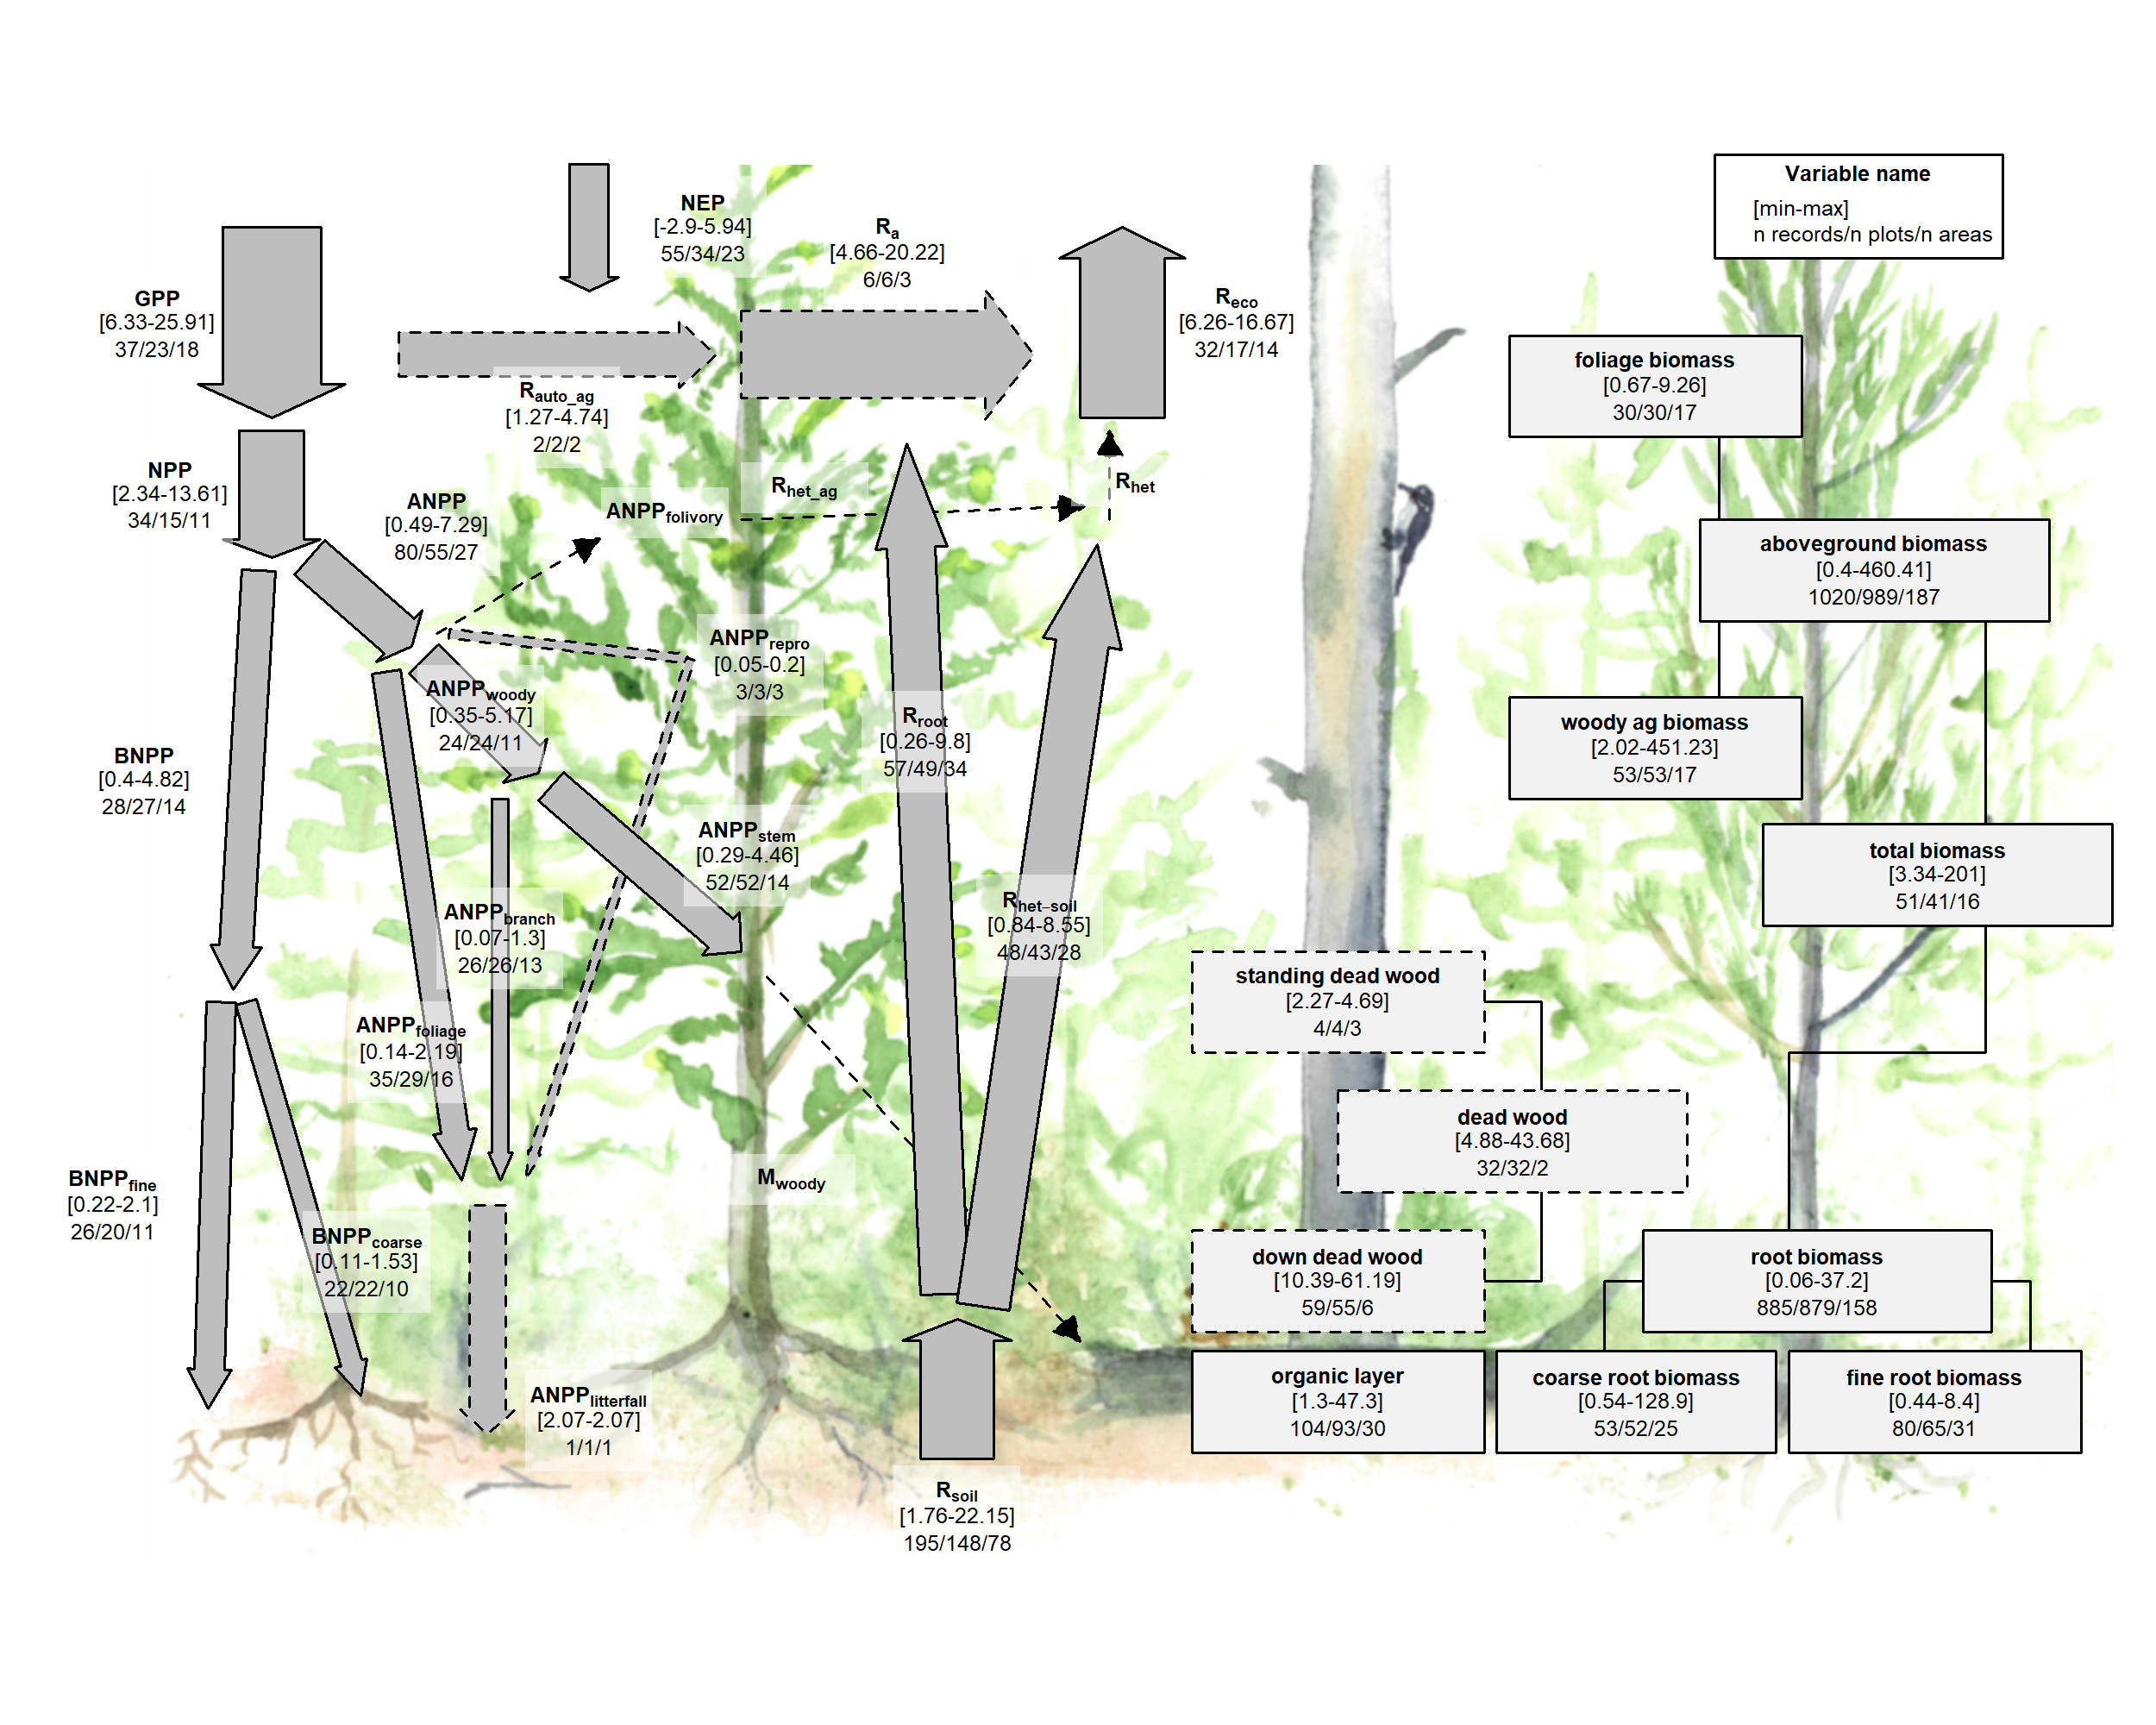 Variable name
[min-max]
n records/n plots/n areas
NEP
[-2.9-5.94]
55/34/23
Ra
[4.66-20.22]
6/6/3
GPP
[6.33-25.91]
37/23/18
Reco
[6.26-16.67]
32/17/14
Rauto_ag
[1.27-4.74]
2/2/2
NPP
[2.34-13.61]
34/15/11
ANPP
[0.49-7.29]
80/55/27
ANPPfolivory
Rhet_ag
Rhet
ANPPrepro
[0.05-0.2]
3/3/3
ANPPwoody
[0.35-5.17]
24/24/11
Rroot
[0.26-9.8]
57/49/34
BNPP
[0.4-4.82]
28/27/14
ANPPstem
[0.29-4.46]
52/52/14
ANPPbranch
[0.07-1.3]
26/26/13
Rhet-soil
[0.84-8.55]
48/43/28
ANPPfoliage
[0.14-2.19]
35/29/16
Mwoody
BNPPfine
[0.22-2.1]
26/20/11
BNPPcoarse
[0.11-1.53]
22/22/10
ANPPlitterfall
[2.07-2.07]
1/1/1
Rsoil
[1.76-22.15]
195/148/78
foliage biomass
[0.67-9.26]
30/30/17
aboveground biomass
[0.4-460.41]
1020/989/187
woody ag biomass
[2.02-451.23]
53/53/17
total biomass
[3.34-201]
51/41/16
standing dead wood
[2.27-4.69]
4/4/3
dead wood
[4.88-43.68]
32/32/2
down dead wood
[10.39-61.19]
59/55/6
root biomass
[0.06-37.2]
885/879/158
organic layer
[1.3-47.3]
104/93/30
coarse root biomass
[0.54-128.9]
53/52/25
fine root biomass
[0.44-8.4]
80/65/31